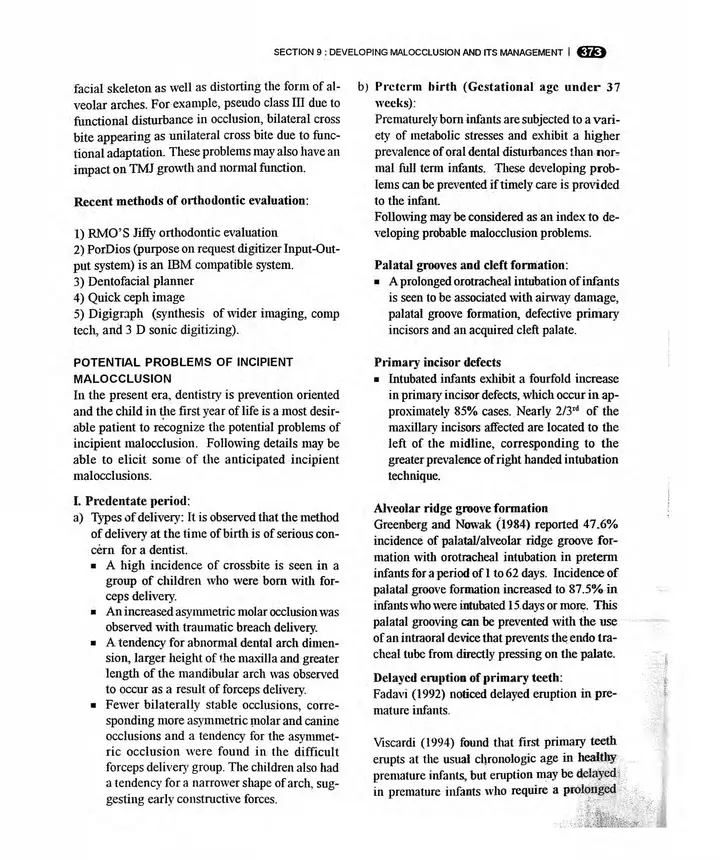 SECTION 9 : DEVELOPING MALOCCLUSION AND ITS MANAGEMENT | 373
facial skeleton as well as distorting the form of al-
veolar arches. For example, pseudo class III due to
functional disturbance in occlusion, bilateral cross
bite appearing as unilateral cross bite due to func-
tional adaptation. These problems may also have an
impact on TMJ growth and normal function.
Recent methods of orthodontic evaluation:
1) RMO'S Jiffy orthodontic evaluation
2) PorDios (purpose on request digitizer Input-Out-
put system) is an IBM compatible system.
3) Dentofacial planner
4) Quick ceph image
5) Digigraph (synthesis of wider imaging, comp
tech, and 3 D sonic digitizing).
POTENTIAL PROBLEMS OF INCIPIENT
MALOCCLUSION
In the present era, dentistry is prevention oriented
and the child in the first year of life is a most desir-
able patient to recognize the potential problems of
incipient malocclusion. Following details may be
able to elicit some of the anticipated incipient
malocclusions.
I. Predentate period:
a) Types of delivery: It is observed that the method
of delivery at the time of birth is of serious con-
cern for a dentist.
■ A high incidence of crossbite is seen in a
group of children who were born with for-
ceps delivery.
■ An increased asymmetric molar occlusion was
observed with traumatic breach delivery.
■ A tendency for abnormal dental arch dimen-
sion, larger height of the maxilla and greater
length of the mandibular arch was observed
to occur as a result of forceps delivery.
■ Fewer bilaterally stable occlusions, corre-
sponding more asymmetric molar and canine
occlusions and a tendency for the asymmet-
ric occlusion were found in the difficult
forceps delivery group. The children also had
a tendency for a narrower shape of arch, sug-
gesting early constructive forces.
b) Preterm birth (Gestational age under 37
weeks):
Prematurely born infants are subjected to a vari-
ety of metabolic stresses and exhibit a higher
prevalence of oral dental disturbances than nor-
mal full term infants. These developing prob-
lems can be prevented if timely care is provided
to the infant.
Following may be considered as an index to de-
veloping probable malocclusion problems.
Palatal grooves and cleft formation:
■ A prolonged orotracheal intubation of infants
is seen to be associated with airway damage,
palatal groove formation, defective primary
incisors and an acquired cleft palate.
Primary incisor defects
■ Intubated infants exhibit a fourfold increase
in primary incisor defects, which occur in ap-
proximately 85% cases. Nearly 2/3rd of the
maxillary incisors affected are located to the
left of the midline, corresponding to the
greater prevalence of right handed intubation
technique.
Alveolar ridge groove formation
Greenberg and Nowak (1984) reported 47.6%
incidence of palatal/alveolar ridge groove for-
mation with orotracheal intubation in preterm
infants for a period of 1 to 62 days. Incidence of
palatal groove formation increased to 87.5% in
infants who were intubated 15 days or more. This
palatal grooving can be prevented with the use
of an intraoral device that prevents the endo tra-
cheal tube from directly pressing on the palate.
Delayed eruption of primary teeth:
Fadavi (1992) noticed delayed eruption in pre-
mature infants.
Viscardi (1994) found that first primary teeth
erupts at the usual chronologic age in healthy
premature infants, but eruption may be delayed
in premature infants who require a prolonged